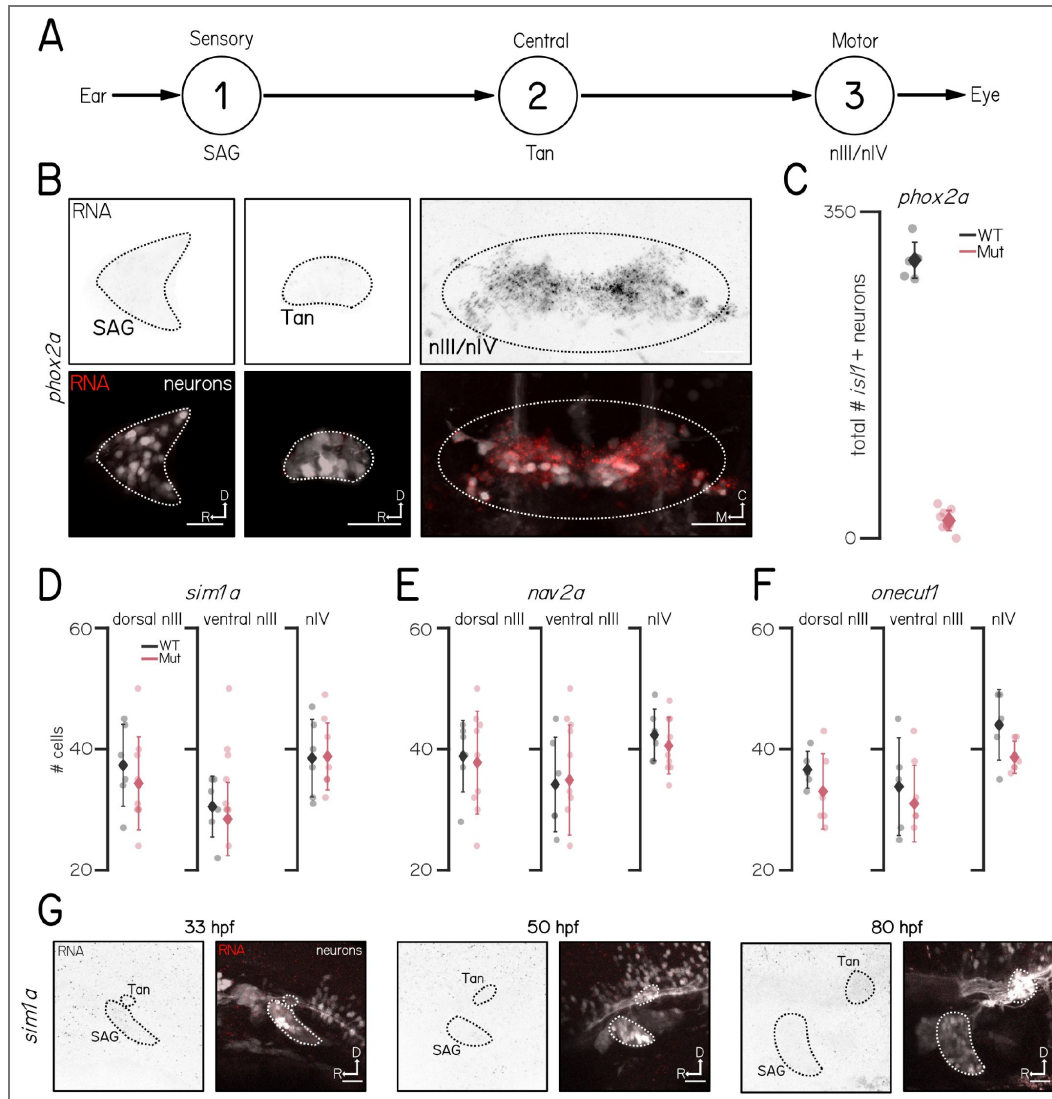 A
Sensory
Central
Motor
Ear
1
2
3
Eye
SAG
Tan
nIII/nIV
B
RNA
SAG
Tan
nIII/nIV
phox2a
RNA
neurons
D
R
D
R
C
M
C
phox2a
350
WT
Mut
total # isl1+ neurons
0
D
sim1a
dorsal nIII
ventral nIII
nIV
60
WT
Mut
# cells
40
20
E
nav2a
dorsal nIII
ventral nIII
nIV
60
40
20
F
onecut1
dorsal nIII
ventral nIII
nIV
60
40
20
G
33 hpf
50 hpf
80 hpf
sim1a
RNA
Tan
SAG
RNA
neurons
D
R
Tan
SAG
D
R
Tan
SAG
D
R